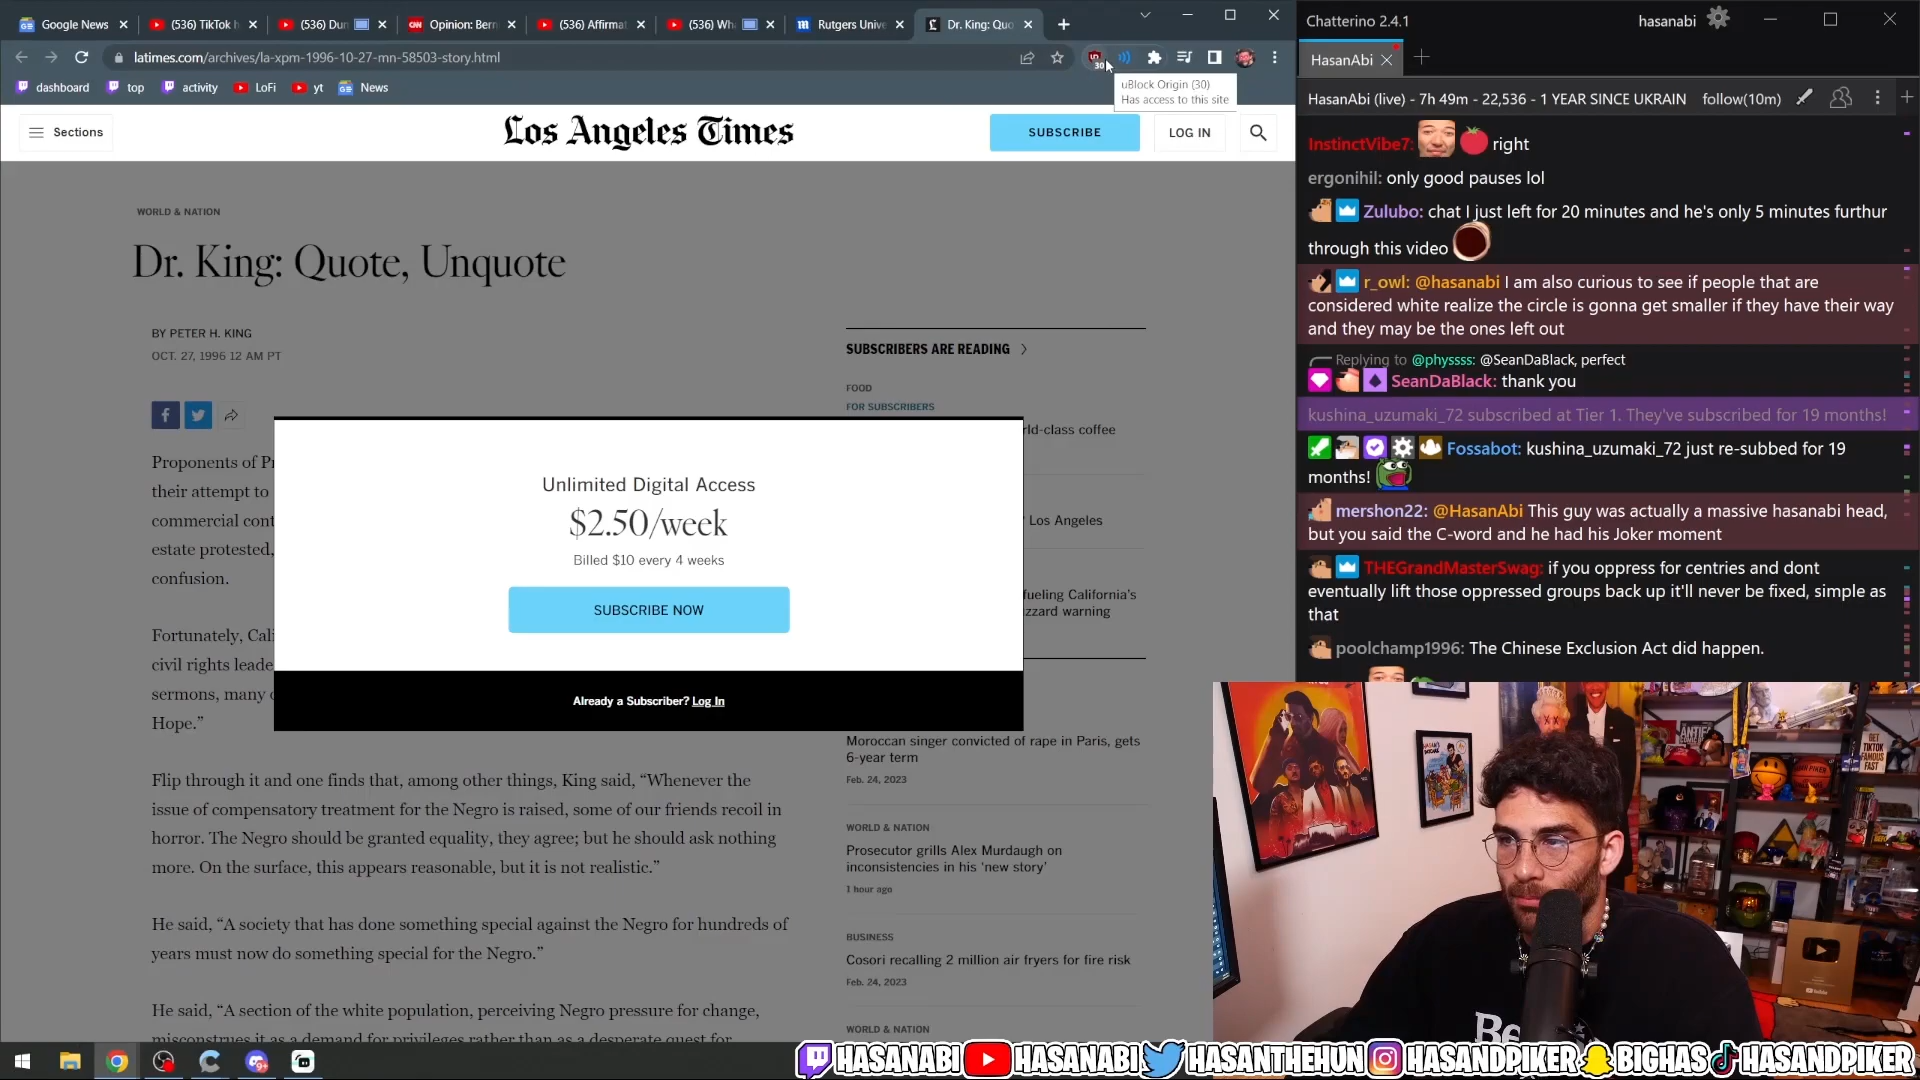 Google News
(536) TikTok h
(536) Dun
Opinion: Bern
(536) Affirmat
(536) Wh
Rutgers Unive
Dr. King: Quo
latimes.com/archives/la-xpm-1996-10-27-mn-58503-story.html
30
dashboard
top
activity
LoFi
yt
News
uBlock Origin (30)
Has access to this site
Sections
Los Angeles Times
SUBSCRIBE
LOG IN
WORLD & NATION
Dr. King: Quote, Unquote
BY PETER H. KING
OCT. 27, 1996 12 AM PT
Proponents of Pr
their attempt to
commercial cont
estate protested,
confusion.
Fortunately, Cali
civil rights leade
sermons, many o
Hope.”
Flip through it and one finds that, among other things, King said, “Whenever the
issue of compensatory treatment for the Negro is raised, some of our friends recoil in
horror. The Negro should be granted equality, they agree; but he should ask nothing
more. On the surface, this appears reasonable, but it is not realistic.”
He said, “A society that has done something special against the Negro for hundreds of
years must now do something special for the Negro.”
He said, “A section of the white population, perceiving Negro pressure for change,
misconstrues it as a demand for privileges rather than as a desperate quest for
Unlimited Digital Access
$2.50/week
Billed $10 every 4 weeks
SUBSCRIBE NOW
Already a Subscriber? Log In
SUBSCRIBERS ARE READING
FOOD
FOR SUBSCRIBERS
rld-class coffee
Los Angeles
fueling California’s
zzard warning
Moroccan singer convicted of rape in Paris, gets
6-year term
Feb. 24, 2023
WORLD & NATION
Prosecutor grills Alex Murdaugh on
inconsistencies in his ‘new story’
1 hour ago
BUSINESS
Cosori recalling 2 million air fryers for fire risk
Feb. 24, 2023
WORLD & NATION
Chatterino 2.4.1
hasanabi
HasanAbi
HasanAbi (live) - 7h 49m - 22,536 - 1 YEAR SINCE UKRAIN
follow(10m)
InstinctVibe7: right
ergonihil: only good pauses lol
Zulubo: chat I just left for 20 minutes and he's only 5 minutes furthur
through this video
r_owl: @hasanabi I am also curious to see if people that are
considered white realize the circle is gonna get smaller if they have their way
and they may be the ones left out
Replying to @physsss: @SeanDaBlack, perfect
SeanDaBlack: thank you
kushina_uzumaki_72 subscribed at Tier 1. They've subscribed for 19 months!
Fossabot: kushina_uzumaki_72 just re-subbed for 19
months!
mershon22: @HasanAbi This guy was actually a massive hasanabi head,
but you said the C-word and he had his Joker moment
THEGrandMasterSwag: if you oppress for centries and dont
eventually lift those oppressed groups back up it'll never be fixed, simple as
that
poolchamp1996: The Chinese Exclusion Act did happen.
GET
TIKTOK
FAMOUS
FAST
HASANABI
HASANABI
HASANTHEHUN
HASANDPIKER
BIGHAS
HASANDPIKER